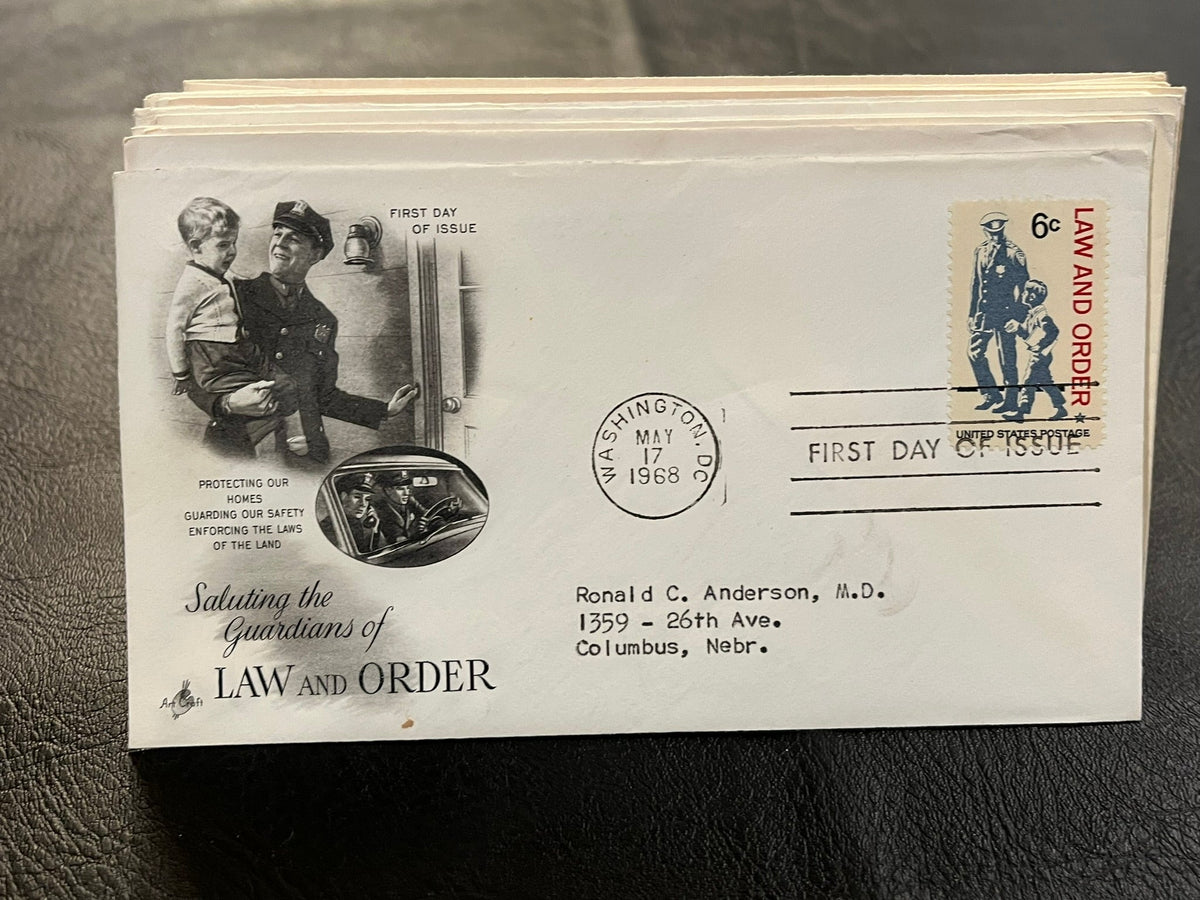 FIRST DAY
OF ISSUE
PROTECTING OUR
HOMES
GUARDING OUR SAFETY
ENFORCING THE LAWS
OF THE LAND
Saluting the
Guardians of
LAW AND ORDER
Art Craft
WASHINGTON, DC
MAY
17
1968
6c
LAW AND ORDER
UNITED STATES POSTAGE
FIRST DAY OF ISSUE
Ronald C. Anderson, M.D.
1359 - 26th Ave.
Columbus, Nebr.